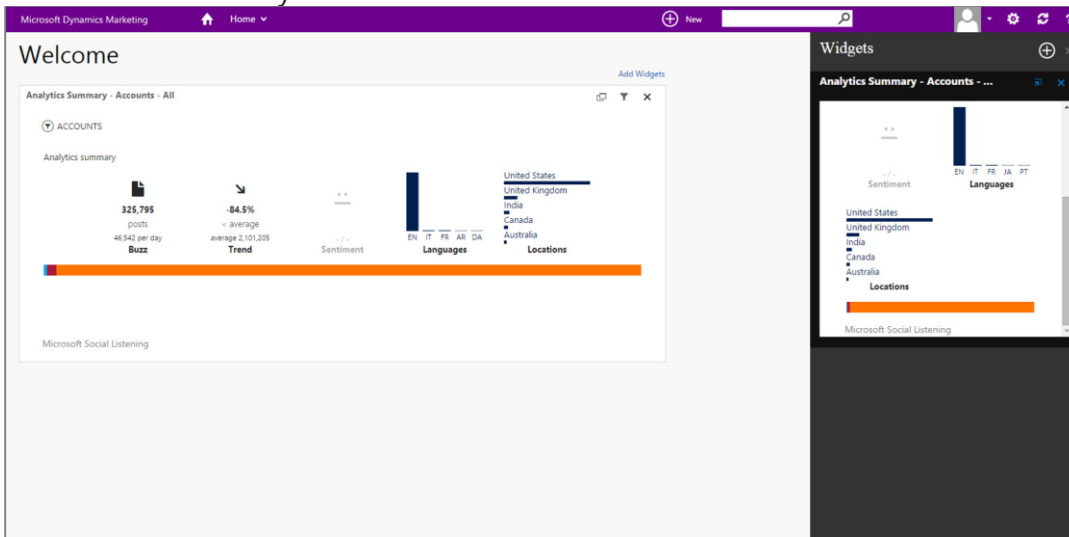 Microsoft Dynamics Marketing Home New
Welcome
Add Widgets
Analytics Summary - Accounts - All
ACCOUNTS
Analytics summary
325,795
posts
46,542 per day
Buzz
-84.5%
< average
average 2,101,205
Trend
- / -
Sentiment
EN IT FR AR DA
Languages
United States
United Kingdom
India
Canada
Australia
Locations
Microsoft Social Listening
Widgets
Analytics Summary - Accounts - ...
- / -
Sentiment
EN IT FR JA PT
Languages
United States
United Kingdom
India
Canada
Australia
Locations
Microsoft Social Listening